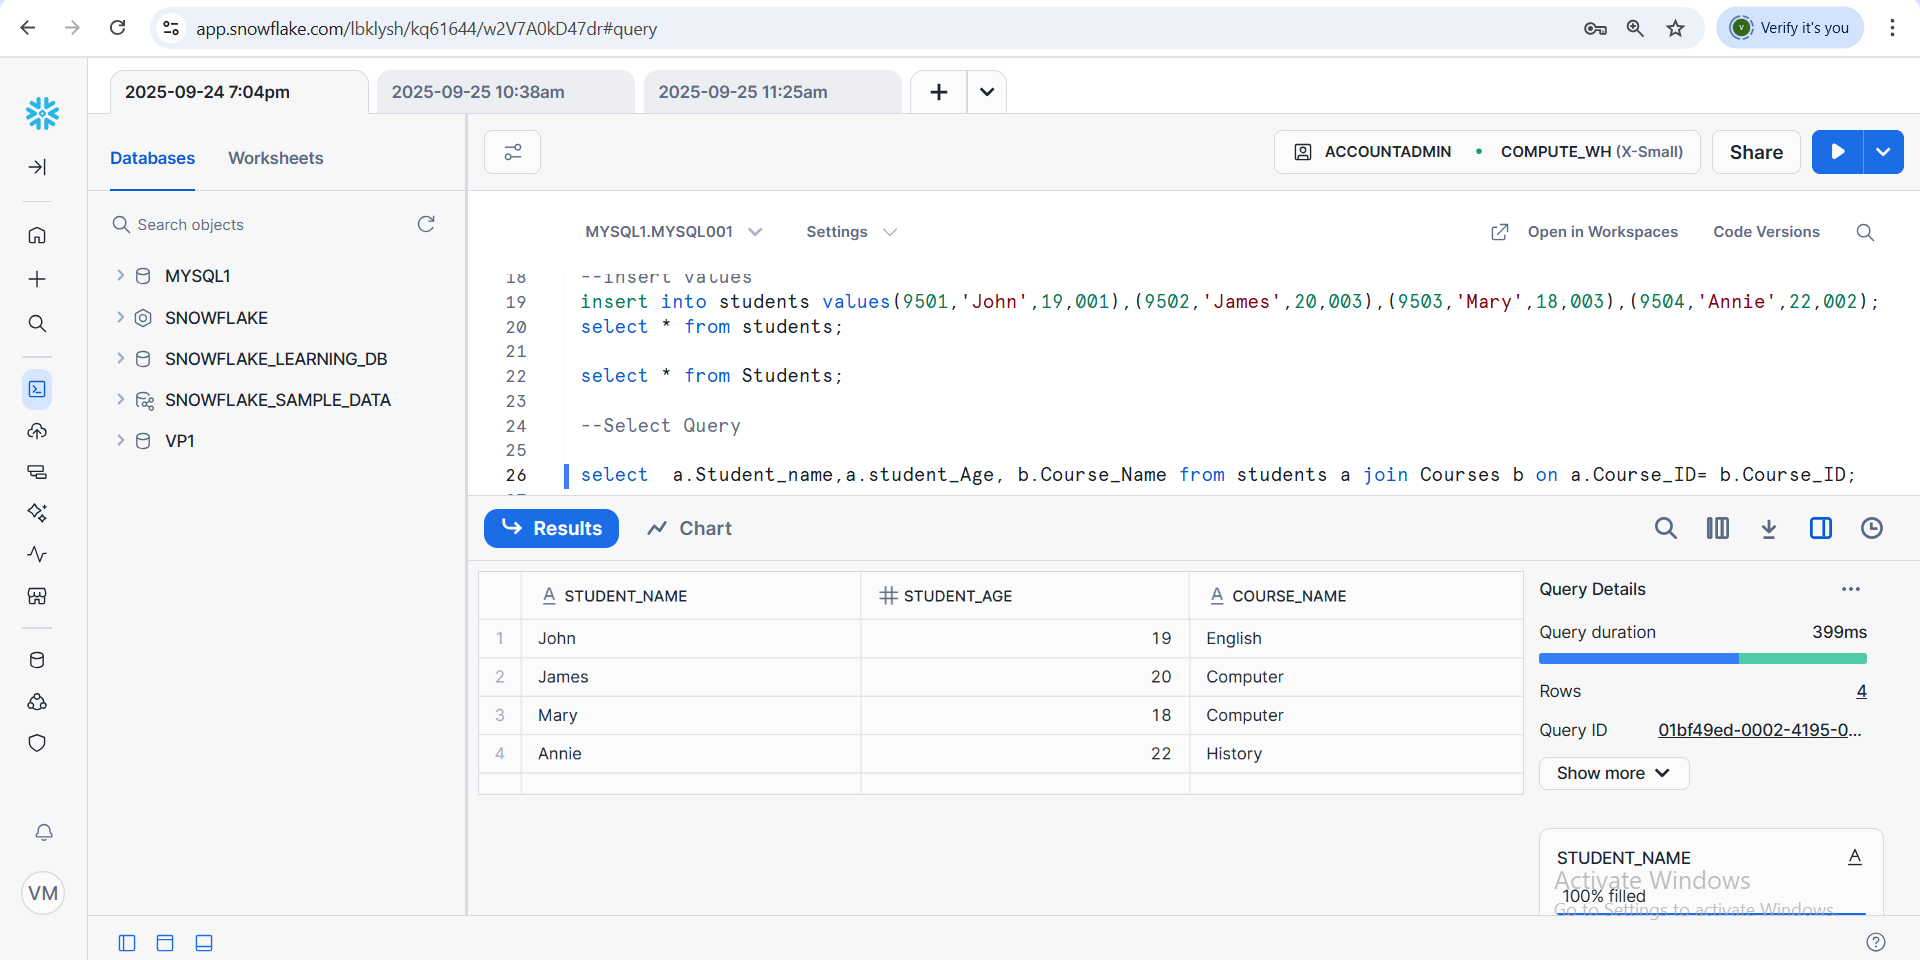 app.snowflake.com/lbklysh/kq61644/w2V7A0kD47dr#query
Verify it's you
2025-09-24 7:04pm
2025-09-25 10:38am
2025-09-25 11:25am
Databases
Worksheets
ACCOUNTADMIN
COMPUTE_WH (X-Small)
Share
Search objects
MYSQL1
SNOWFLAKE
SNOWFLAKE_LEARNING_DB
SNOWFLAKE_SAMPLE_DATA
VP1
VM
MYSQL1.MYSQL001
Settings
Open in Workspaces
Code Versions
18 --Insert values
19 insert into students values(9501,'John',19,001),(9502,'James',20,003),(9503,'Mary',18,003),(9504,'Annie',22,002);
20 select * from students;
21
22 select * from Students;
23
24 --Select Query
25
26 select  a.Student_name,a.student_Age, b.Course_Name from students a join Courses b on a.Course_ID= b.Course_ID;
Results
Chart
STUDENT_NAME STUDENT_AGE COURSE_NAME
1 John 19 English
2 James 20 Computer
3 Mary 18 Computer
4 Annie 22 History
Query Details
Query duration 399ms
Rows 4
Query ID 01bf49ed-0002-4195-0...
Show more
STUDENT_NAME
100% filled
Activate Windows
Go to Settings to activate Windows.